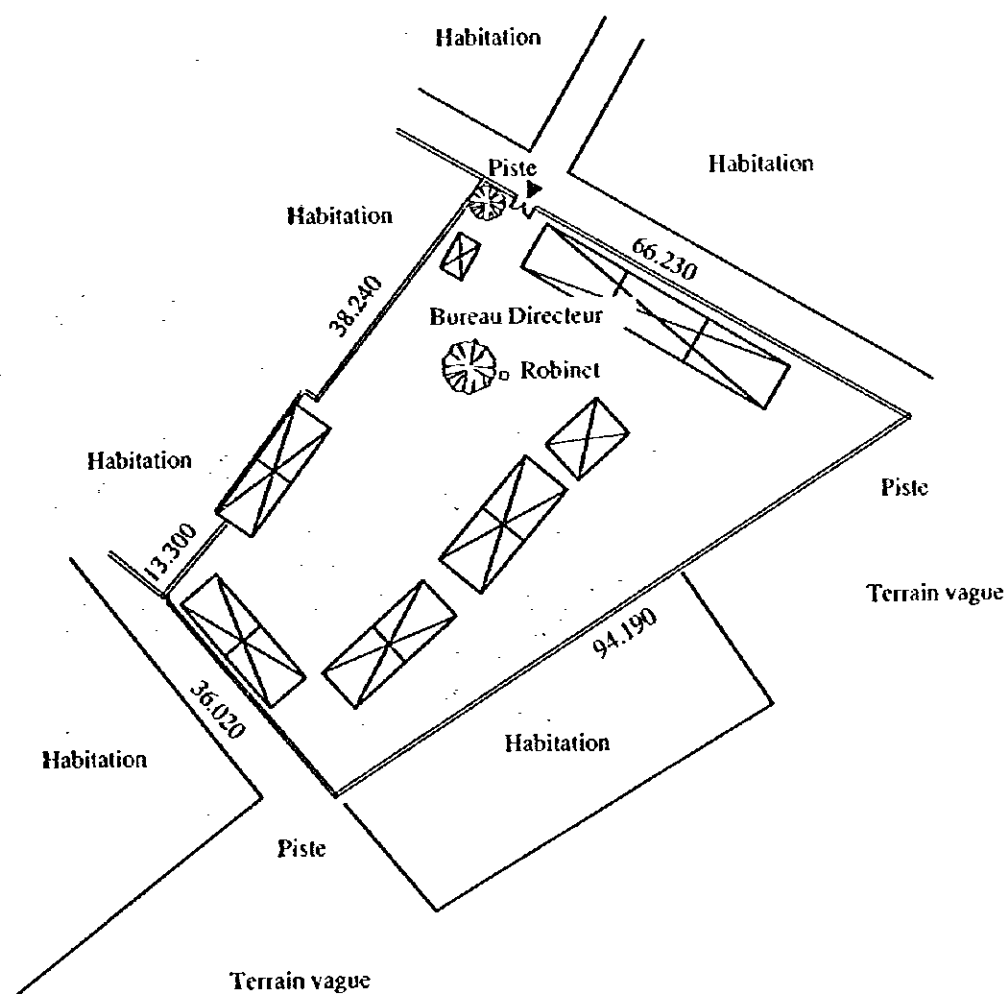 Habitation
Piste
Habitation
Habitation
66.230
38.240
Bureau Directeur
Robinet
Habitation
Piste
13.300
Terrain vague
94.190
36.020
Habitation
Habitation
Piste
Terrain vague